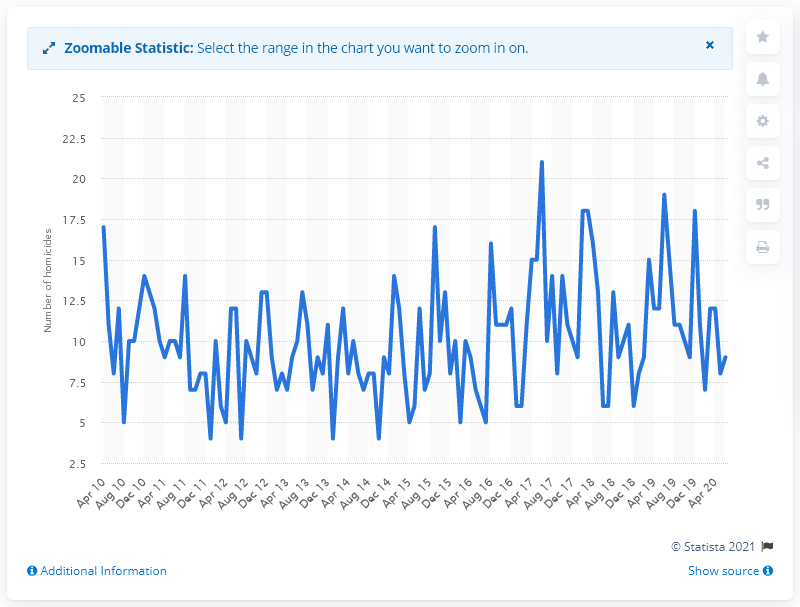 Zoomable Statistic: Select the range in the chart you want to zoom in on.
25
22.5
20
17.5
15
12.5
10
7.5
5
2.5
Number of homicides
Apr 10
Aug 10
Dec 10
Apr 11
Aug 11
Dec 11
Apr 12
Aug 12
Dec 12
Apr 13
Aug 13
Dec 13
Apr 14
Aug 14
Dec 14
Apr 15
Aug 15
Dec 15
Apr 16
Aug 16
Dec 16
Apr 17
Aug 17
Dec 17
Apr 18
Aug 18
Dec 18
Apr 19
Aug 19
Dec 19
Apr 20
© Statista 2021
Additional Information
Show source